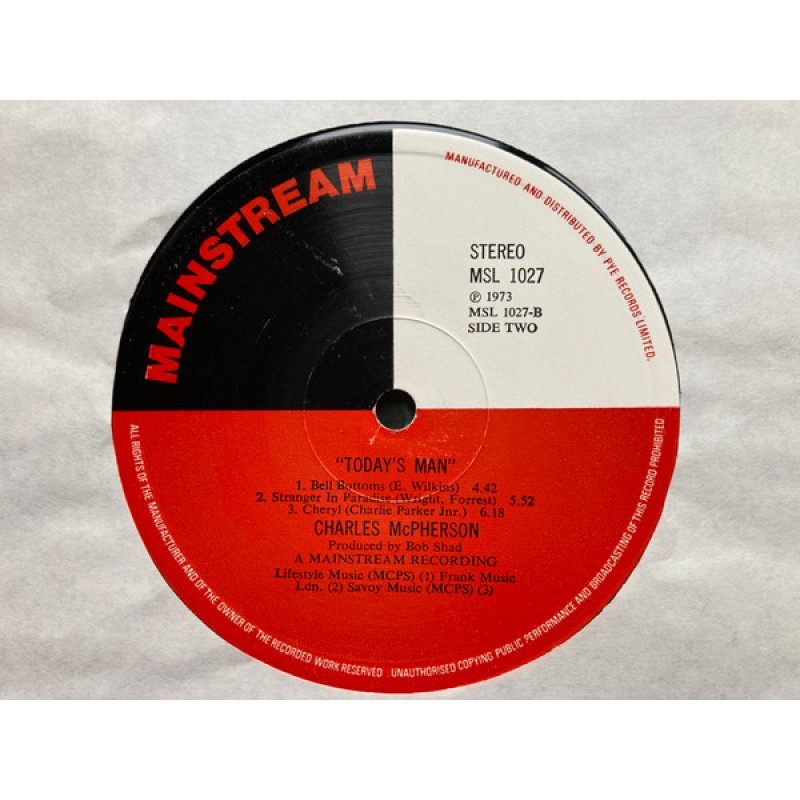 MAINSTREAM
MANUFACTURED AND DISTRIBUTED BY PYE RECORDS LIMITED.
STEREO
MSL 1027
℗ 1973
MSL 1027-B
SIDE TWO
"TODAY'S MAN"
1. Bell Bottoms (E. Wilkins) 4.42
2. Stranger In Paradise (Wright, Forrest) 5.52
3. Cheryl (Charlie Parker Jnr.) 6.18
CHARLES McPHERSON
Produced by Bob Shad
A MAINSTREAM RECORDING
Lifestyle Music (MCPS) (1) Frank Music
Ldn. (2) Savoy Music (MCPS) (3)
ALL RIGHTS OF THE MANUFACTURER AND OF THE OWNER OF THE RECORDED WORK RESERVED : UNAUTHORISED COPYING PUBLIC PERFORMANCE AND BROADCASTING OF THIS RECORD PROHIBITED